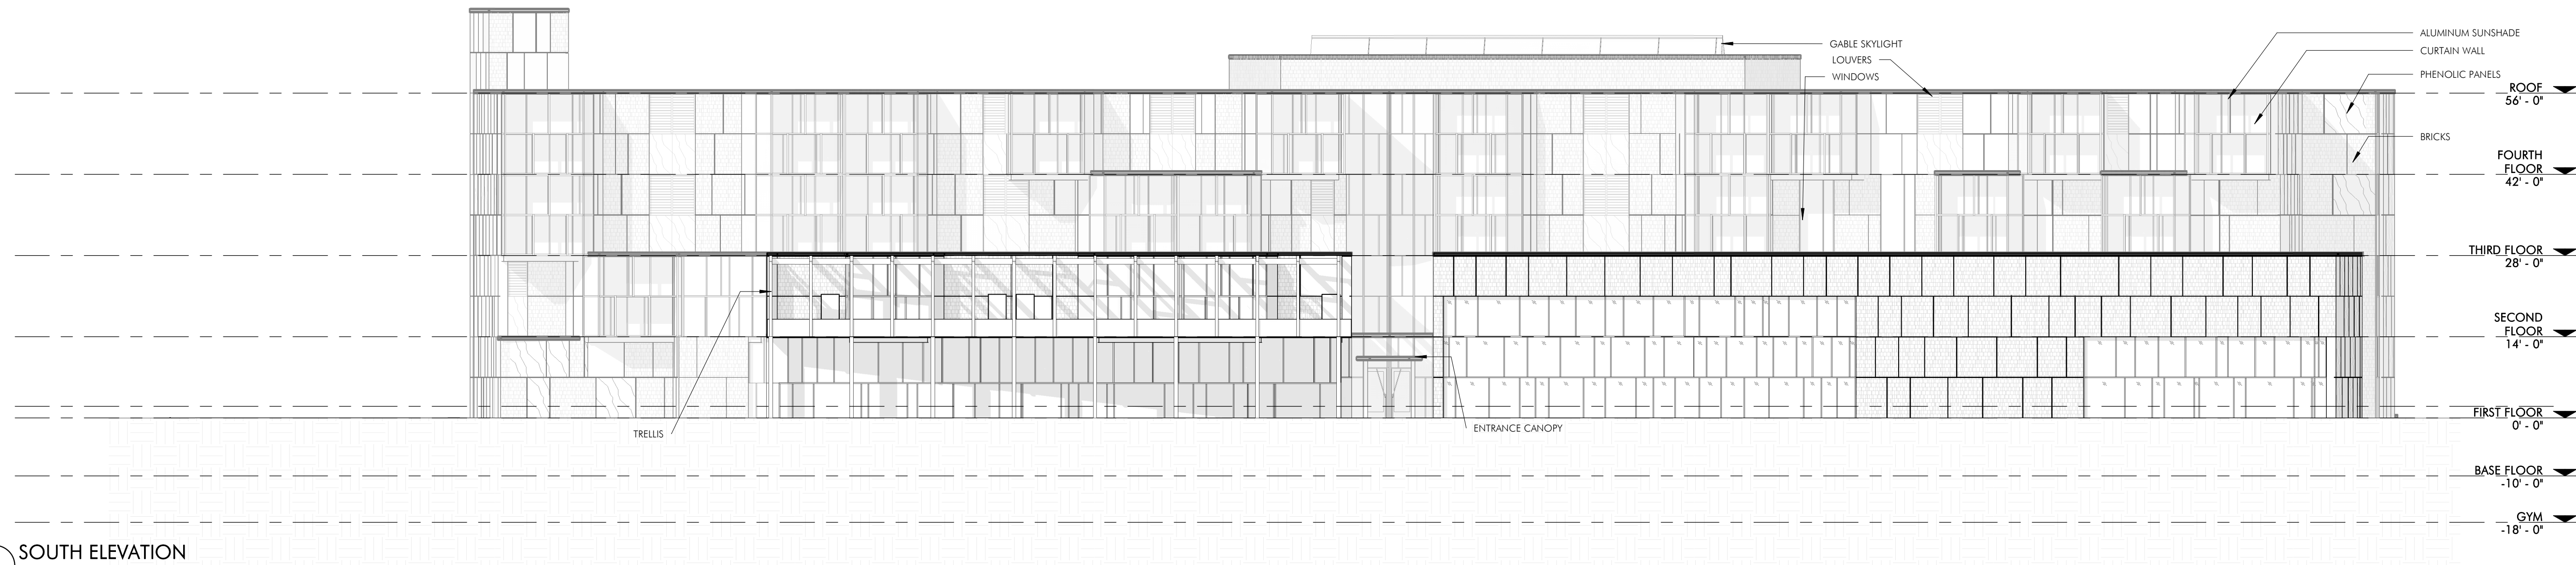 GABLE SKYLIGHT
LOUVERS
WINDOWS
ALUMINUM SUNSHADE
CURTAIN WALL
PHENOLIC PANELS
BRICKS
ROOF
56' - 0"
FOURTH
FLOOR
42' - 0"
THIRD FLOOR
28' - 0"
SECOND
FLOOR
14' - 0"
FIRST FLOOR
0' - 0"
BASE FLOOR
-10' - 0"
GYM
-18' - 0"
TRELLIS
ENTRANCE CANOPY
SOUTH ELEVATION